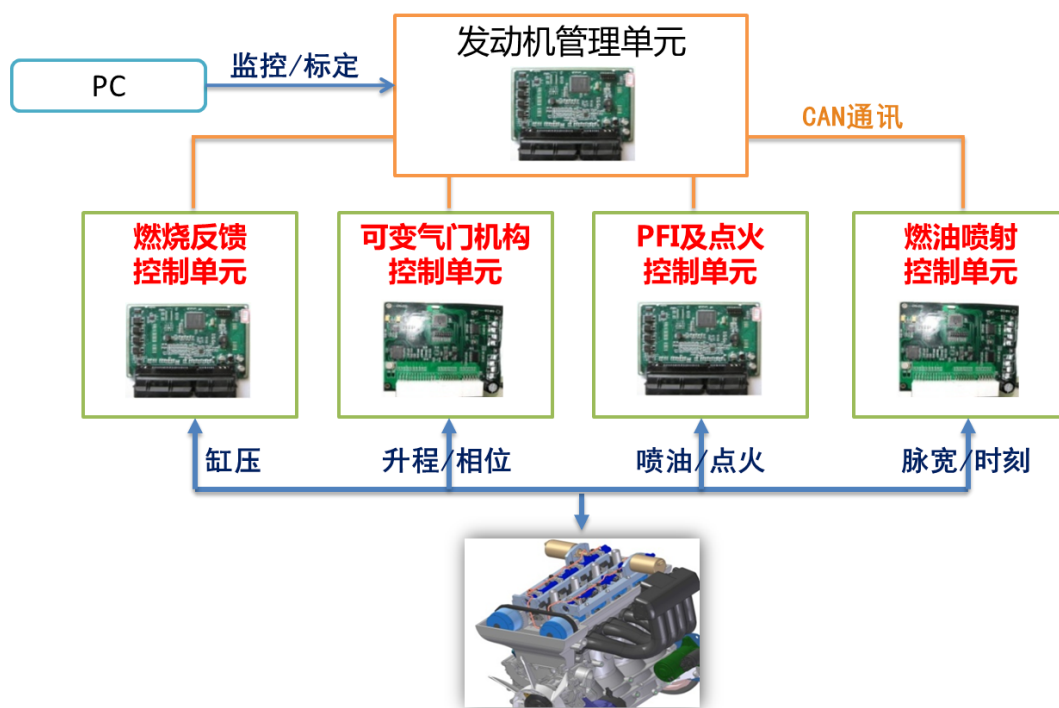 发动机管理单元
PC
监控/标定
CAN通讯
燃烧反馈
控制单元
可变气门机构
控制单元
PFI及点火
控制单元
燃油喷射
控制单元
缸压
升程/相位
喷油/点火
脉宽/时刻